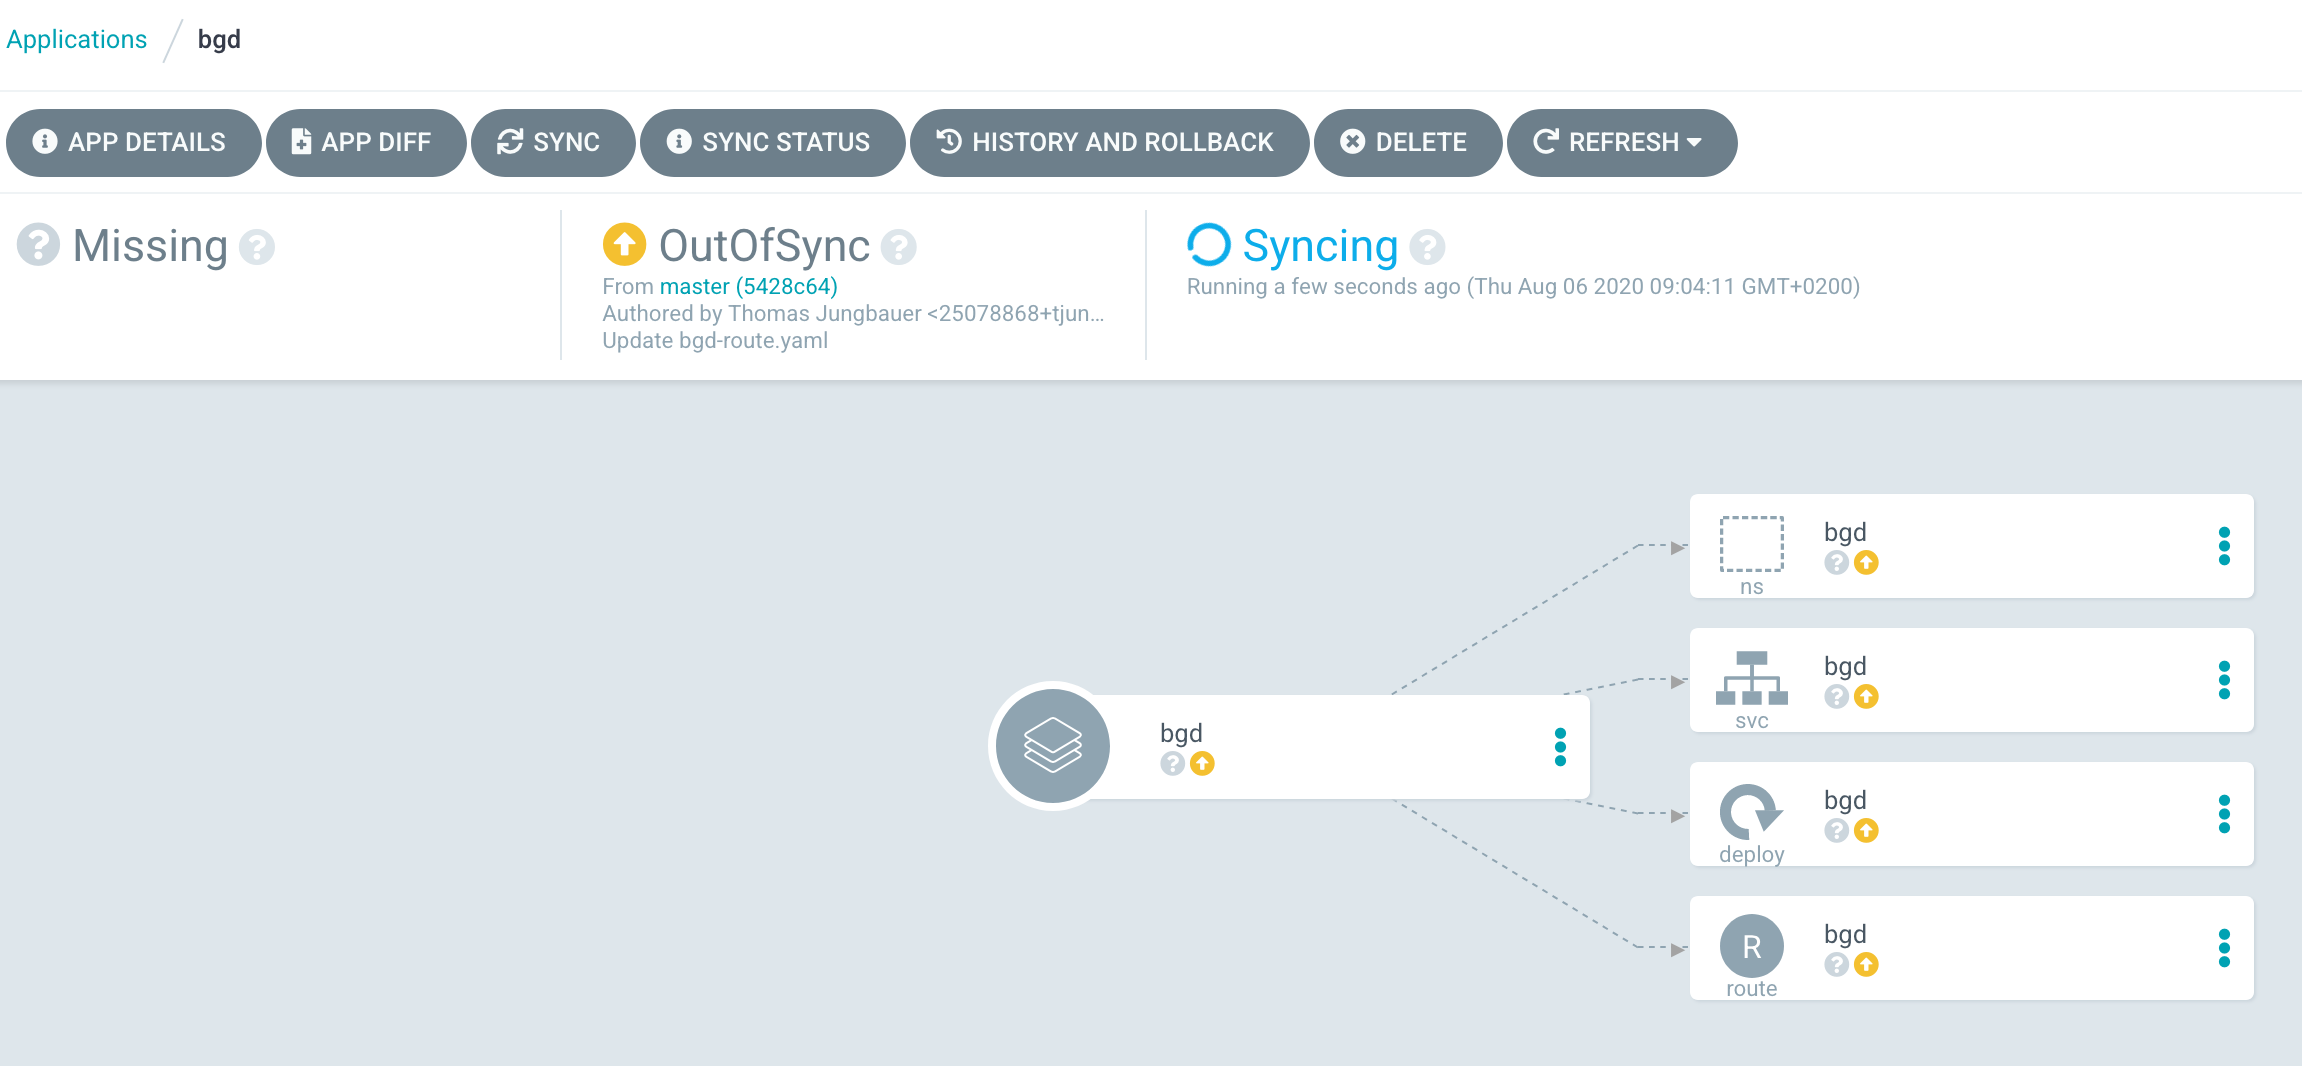 Applications / bgd
APP DETAILS
APP DIFF
SYNC
SYNC STATUS
HISTORY AND ROLLBACK
DELETE
REFRESH
Missing
OutOfSync
From master (5428c64)
Authored by Thomas Jungbauer <25078868+tjun...
Update bgd-route.yaml
Syncing
Running a few seconds ago (Thu Aug 06 2020 09:04:11 GMT+0200)
bgd
bgd
ns
bgd
svc
bgd
deploy
R
bgd
route